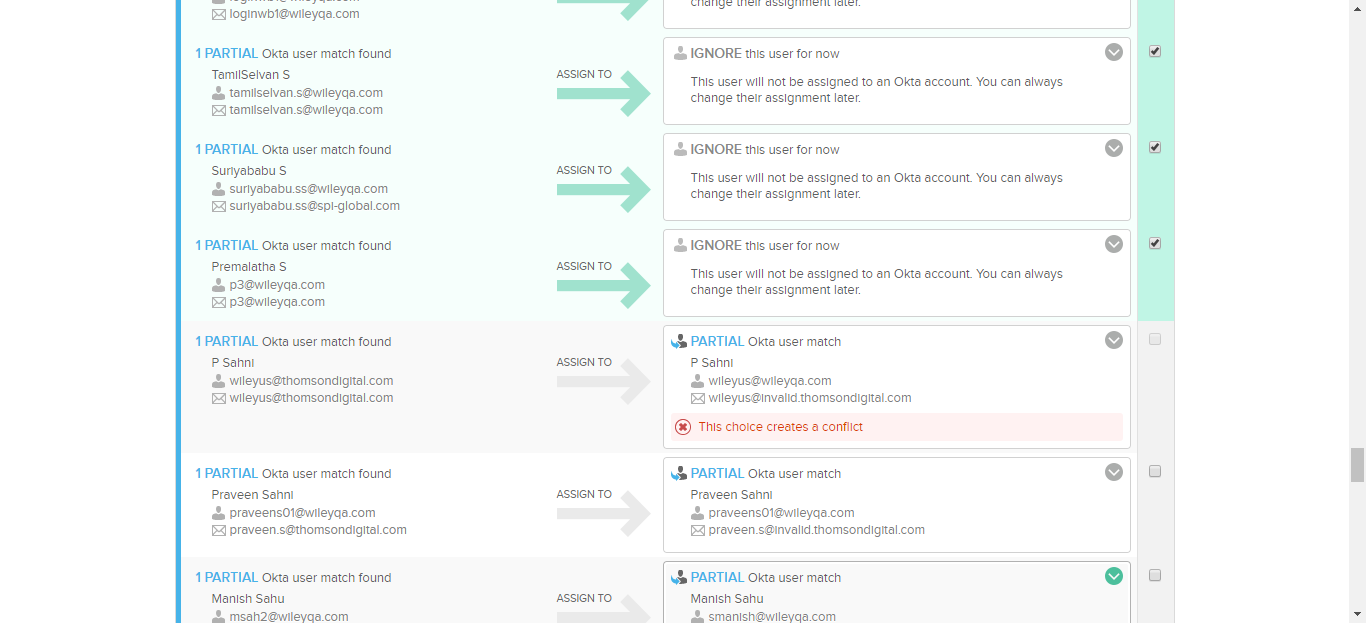 loginwb1@wileyqa.com
change their assignment later.
1 PARTIAL Okta user match found
TamilSelvan S
tamilselvan.s@wileyqa.com
tamilselvan.s@wileyqa.com
ASSIGN TO
IGNORE this user for now
This user will not be assigned to an Okta account. You can always
change their assignment later.
1 PARTIAL Okta user match found
Suriyababu S
suriyababu.ss@wileyqa.com
suriyababu.ss@spi-global.com
ASSIGN TO
IGNORE this user for now
This user will not be assigned to an Okta account. You can always
change their assignment later.
1 PARTIAL Okta user match found
Premalatha S
p3@wileyqa.com
p3@wileyqa.com
ASSIGN TO
IGNORE this user for now
This user will not be assigned to an Okta account. You can always
change their assignment later.
1 PARTIAL Okta user match found
P Sahni
wileyus@thomsondigital.com
wileyus@thomsondigital.com
ASSIGN TO
PARTIAL Okta user match
P Sahni
wileyus@wileyqa.com
wileyus@invalid.thomsondigital.com
This choice creates a conflict
1 PARTIAL Okta user match found
Praveen Sahni
praveens01@wileyqa.com
praveen.s@thomsondigital.com
ASSIGN TO
PARTIAL Okta user match
Praveen Sahni
praveens01@wileyqa.com
praveen.s@invalid.thomsondigital.com
1 PARTIAL Okta user match found
Manish Sahu
msah2@wileyqa.com
ASSIGN TO
PARTIAL Okta user match
Manish Sahu
smanish@wileyqa.com